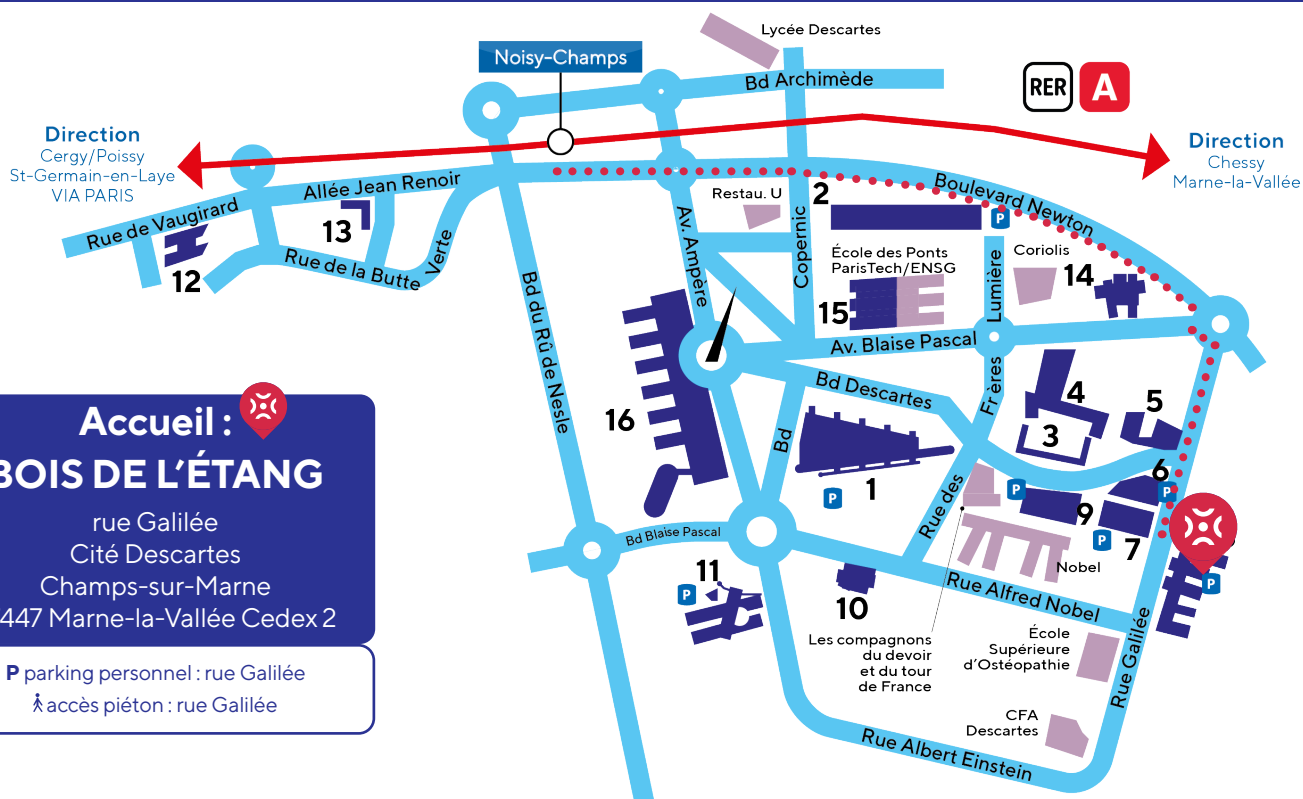 Lycée Descartes
Noisy-Champs
Bd Archimède
RER A
Direction
Cergy/Poissy
St-Germain-en-Laye
VIA PARIS
Direction
Chessy
Marne-la-Vallée
Allée Jean Renoir
Rue de Vaugirard
Rue de la Butte Verte
12
13
Restau. U
2
Boulevard Newton
P
Av. Ampère
Copernic
École des Ponts
ParisTech/ENSG
15
Lumière
Coriolis
14
Bd du Rû de Nesle
Av. Blaise Pascal
Bd Descartes
Frères
4
5
3
16
Bd
1
P
Rue des
P
9
6
P
7
P
Nobel
P
Bd Blaise Pascal
11
P
10
Rue Alfred Nobel
Les compagnons
du devoir
et du tour
de France
École
Supérieure
d'Ostéopathie
Rue Galilée
CFA
Descartes
Rue Albert Einstein
Accueil :
BOIS DE L'ÉTANG
rue Galilée
Cité Descartes
Champs-sur-Marne
447 Marne-la-Vallée Cedex 2
P parking personnel : rue Galilée
accès piéton : rue Galilée